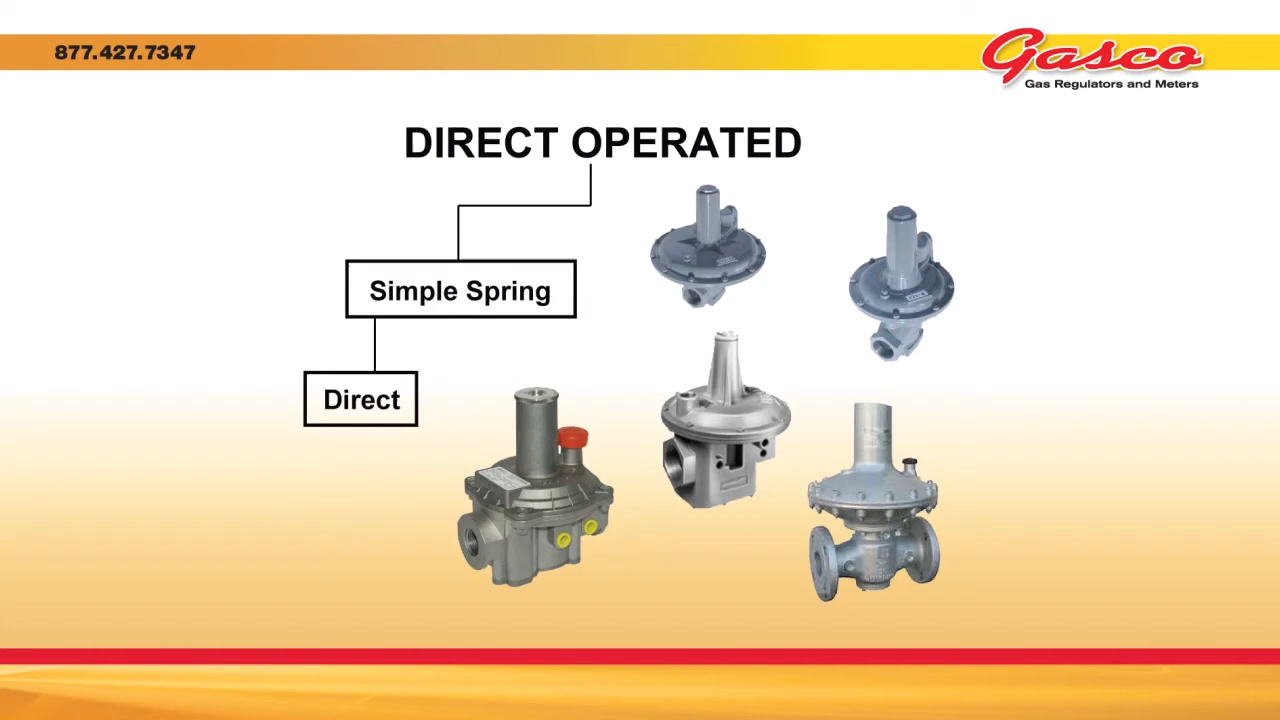 877.427.7347
Gasco
Gas Regulators and Meters
DIRECT OPERATED
Simple Spring
Direct